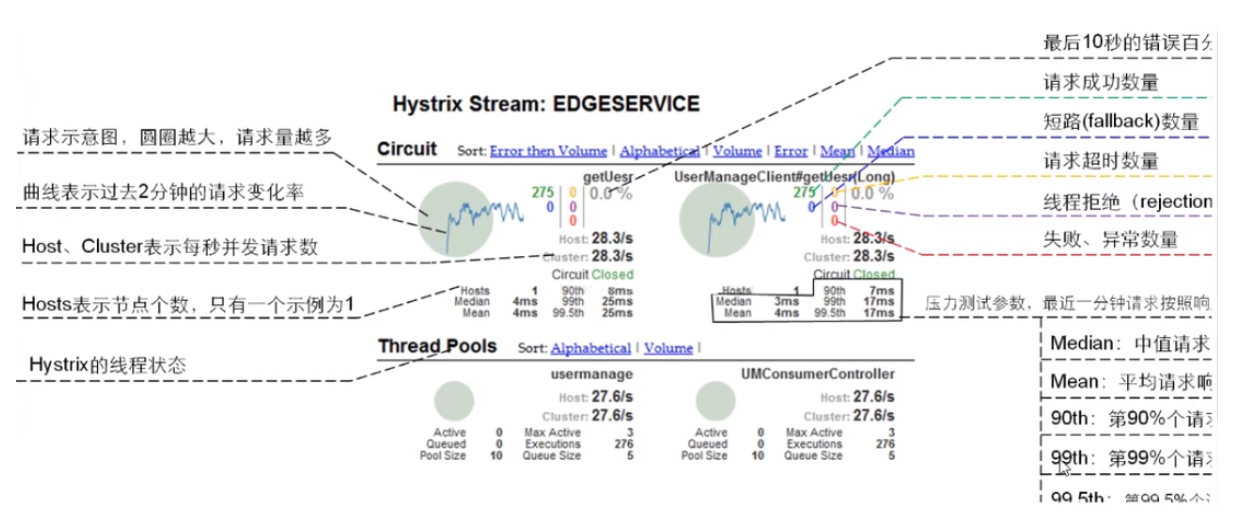 最后10秒的错误百分
请求成功数量
短路(fallback)数量
请求超时数量
线程拒绝（rejection
失败、异常数量
请求示意图，圆圈越大，请求量越多
曲线表示过去2分钟的请求变化率
Host、Cluster表示每秒并发请求数
Hosts表示节点个数，只有一个示例为1
Hystrix的线程状态
Hystrix Stream: EDGESERVICE
Circuit Sort: Error then Volume | Alphabetical | Volume | Error | Mean | Median
getUesr
275 | 0 | 0.0 %
0 | 0
0
Host: 28.3/s
Cluster: 28.3/s
Circuit Closed
Hosts 1 90th 8ms
Median 4ms 99th 25ms
Mean 4ms 99.5th 25ms
UserManageClient#getUesr(Long)
275 | 0 | 0.0 %
0 | 0
0
Host: 28.3/s
Cluster: 28.3/s
Circuit Closed
Hosts 1 90th 7ms
Median 3ms 99th 17ms
Mean 4ms 99.5th 17ms
压力测试参数，最近一分钟请求按照响
Median：中值请求
Mean：平均请求响
90th：第90%个请求
99th：第99%个请求
99.5th：第99.5%个
Thread Pools Sort: Alphabetical | Volume |
usermanage
Host: 27.6/s
Cluster: 27.6/s
Active 0 Max Active 3
Queued 0 Executions 276
Pool Size 10 Queue Size 5
UMConsumerController
Host: 27.6/s
Cluster: 27.6/s
Active 0 Max Active 3
Queued 0 Executions 276
Pool Size 10 Queue Size 5